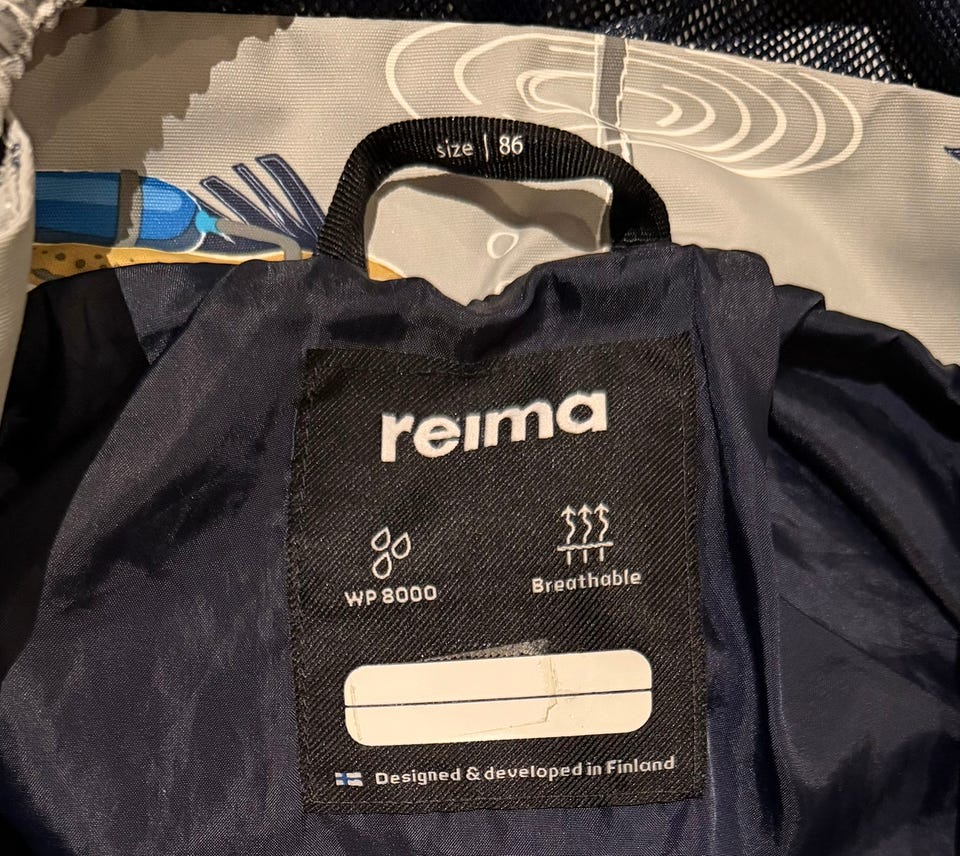 size | 86
reima
WP 8000
Breathable
Designed & developed in Finland